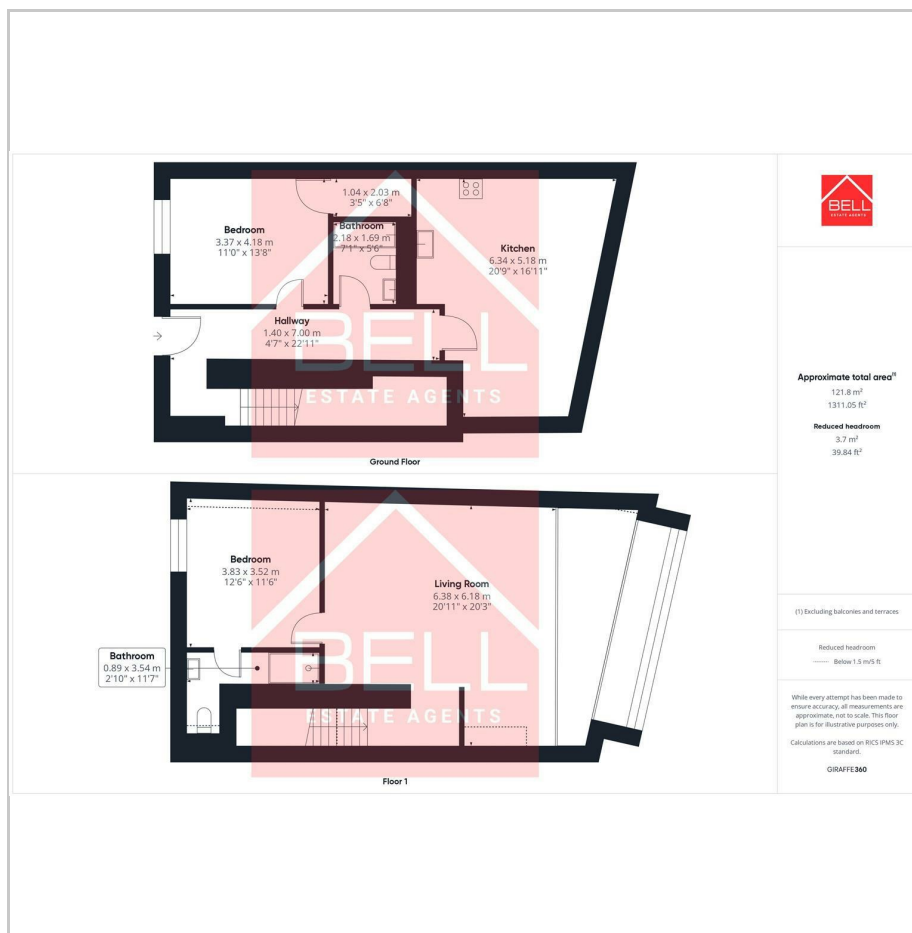 1.04 x 2.03 m
3'5" x 6'8"
Bedroom
3.37 x 4.18 m
11'0" x 13'8"
Bathroom
2.18 x 1.69 m
7'1" x 5'6"
Kitchen
6.34 x 5.18 m
20'9" x 16'11"
Hallway
1.40 x 7.00 m
4'7" x 22'11"
BELL
ESTATE AGENTS
Ground Floor
Bedroom
3.83 x 3.52 m
12'6" x 11'6"
Living Room
6.38 x 6.18 m
20'11" x 20'3"
Bathroom
0.89 x 3.54 m
2'10" x 11'7"
BELL
ESTATE AGENTS
Floor 1
BELL
ESTATE AGENTS
Approximate total area(1)
121.8 m²
1311.05 ft²
Reduced headroom
3.7 m²
39.84 ft²
(1) Excluding balconies and terraces
Reduced headroom
Below 1.5 m/5 ft
While every attempt has been made to
ensure accuracy, all measurements are
approximate, not to scale. This floor
plan is for illustrative purposes only.
Calculations are based on RICS IPMS 3C
standard.
GIRAFFE360